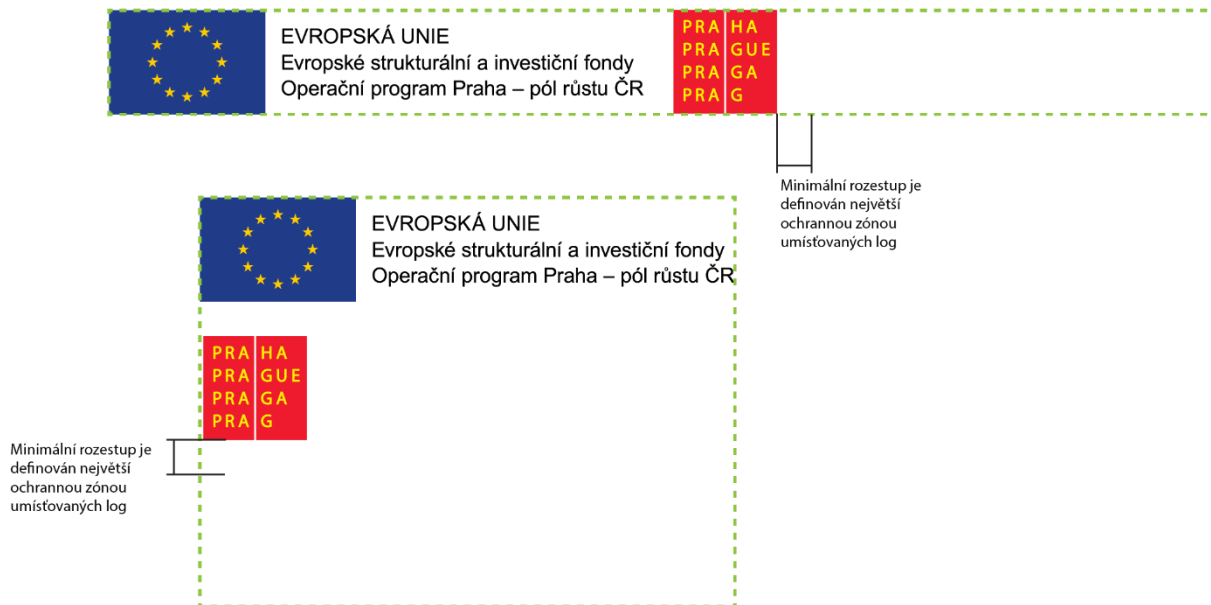 EVROPSKÁ UNIE
Evropské strukturální a investiční fondy
Operační program Praha – pól růstu ČR
PRA HA
PRA GUE
PRA GA
PRA G
Minimální rozestup je
definován největší
ochrannou zónou
umísťovaných log
EVROPSKÁ UNIE
Evropské strukturální a investiční fondy
Operační program Praha – pól růstu ČR
PRA HA
PRA GUE
PRA GA
PRA G
Minimální rozestup je
definován největší
ochrannou zónou
umísťovaných log